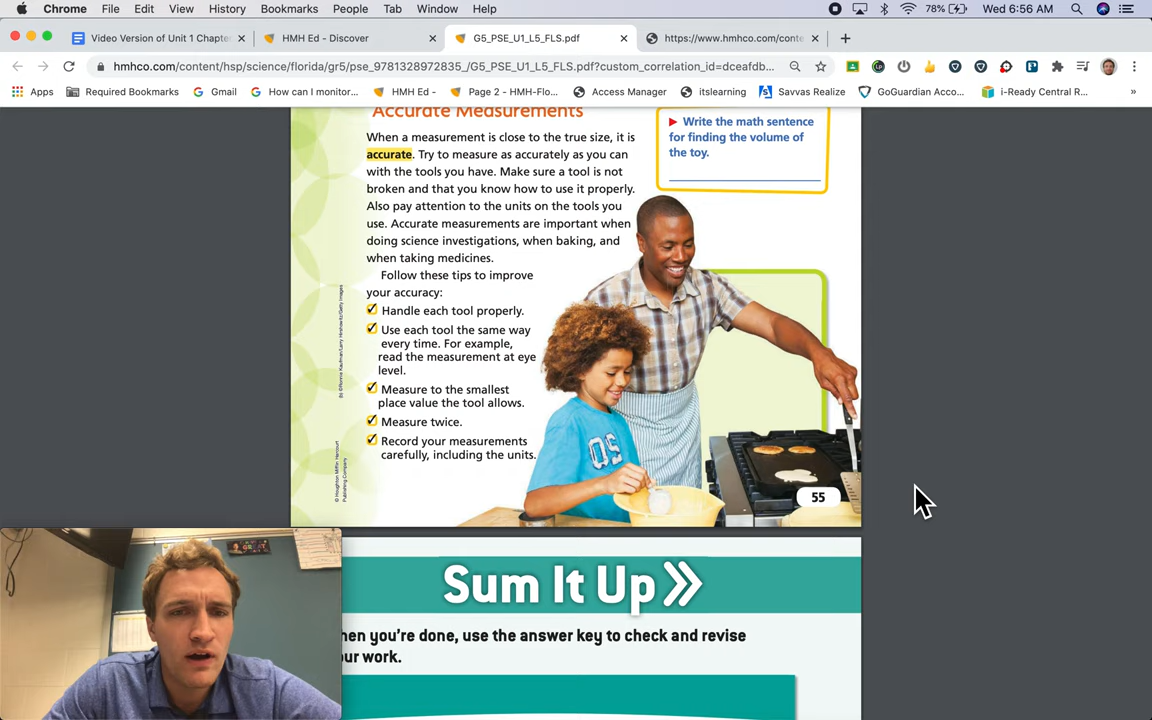 Chrome File Edit View History Bookmarks People Tab Window Help 78% Wed 6:56 AM
Video Version of Unit 1 Chapte HMH Ed - Discover G5_PSE_U1_L5_FLS.pdf https://www.hmhco.com/conte
hmhco.com/content/hsp/science/florida/gr5/pse_9781328972835_/G5_PSE_U1_L5_FLS.pdf?custom_correlation_id=dceafdb...
Apps Required Bookmarks Gmail How can I monitor... HMH Ed - Page 2 - HMH-Flo... Access Manager itslearning Savvas Realize GoGuardian Acco... i-Ready Central R... »
Accurate Measurements
When a measurement is close to the true size, it is
accurate. Try to measure as accurately as you can
with the tools you have. Make sure a tool is not
broken and that you know how to use it properly.
Also pay attention to the units on the tools you
use. Accurate measurements are important when
doing science investigations, when baking, and
when taking medicines.
Follow these tips to improve
your accuracy:
Handle each tool properly.
Use each tool the same way
every time. For example,
read the measurement at eye
level.
Measure to the smallest
place value the tool allows.
Measure twice.
Record your measurements
carefully, including the units.
Write the math sentence
for finding the volume of
the toy.
© Houghton Mifflin Harcourt
Publishing Company
55
Sum It Up
hen you're done, use the answer key to check and revise
ur work.